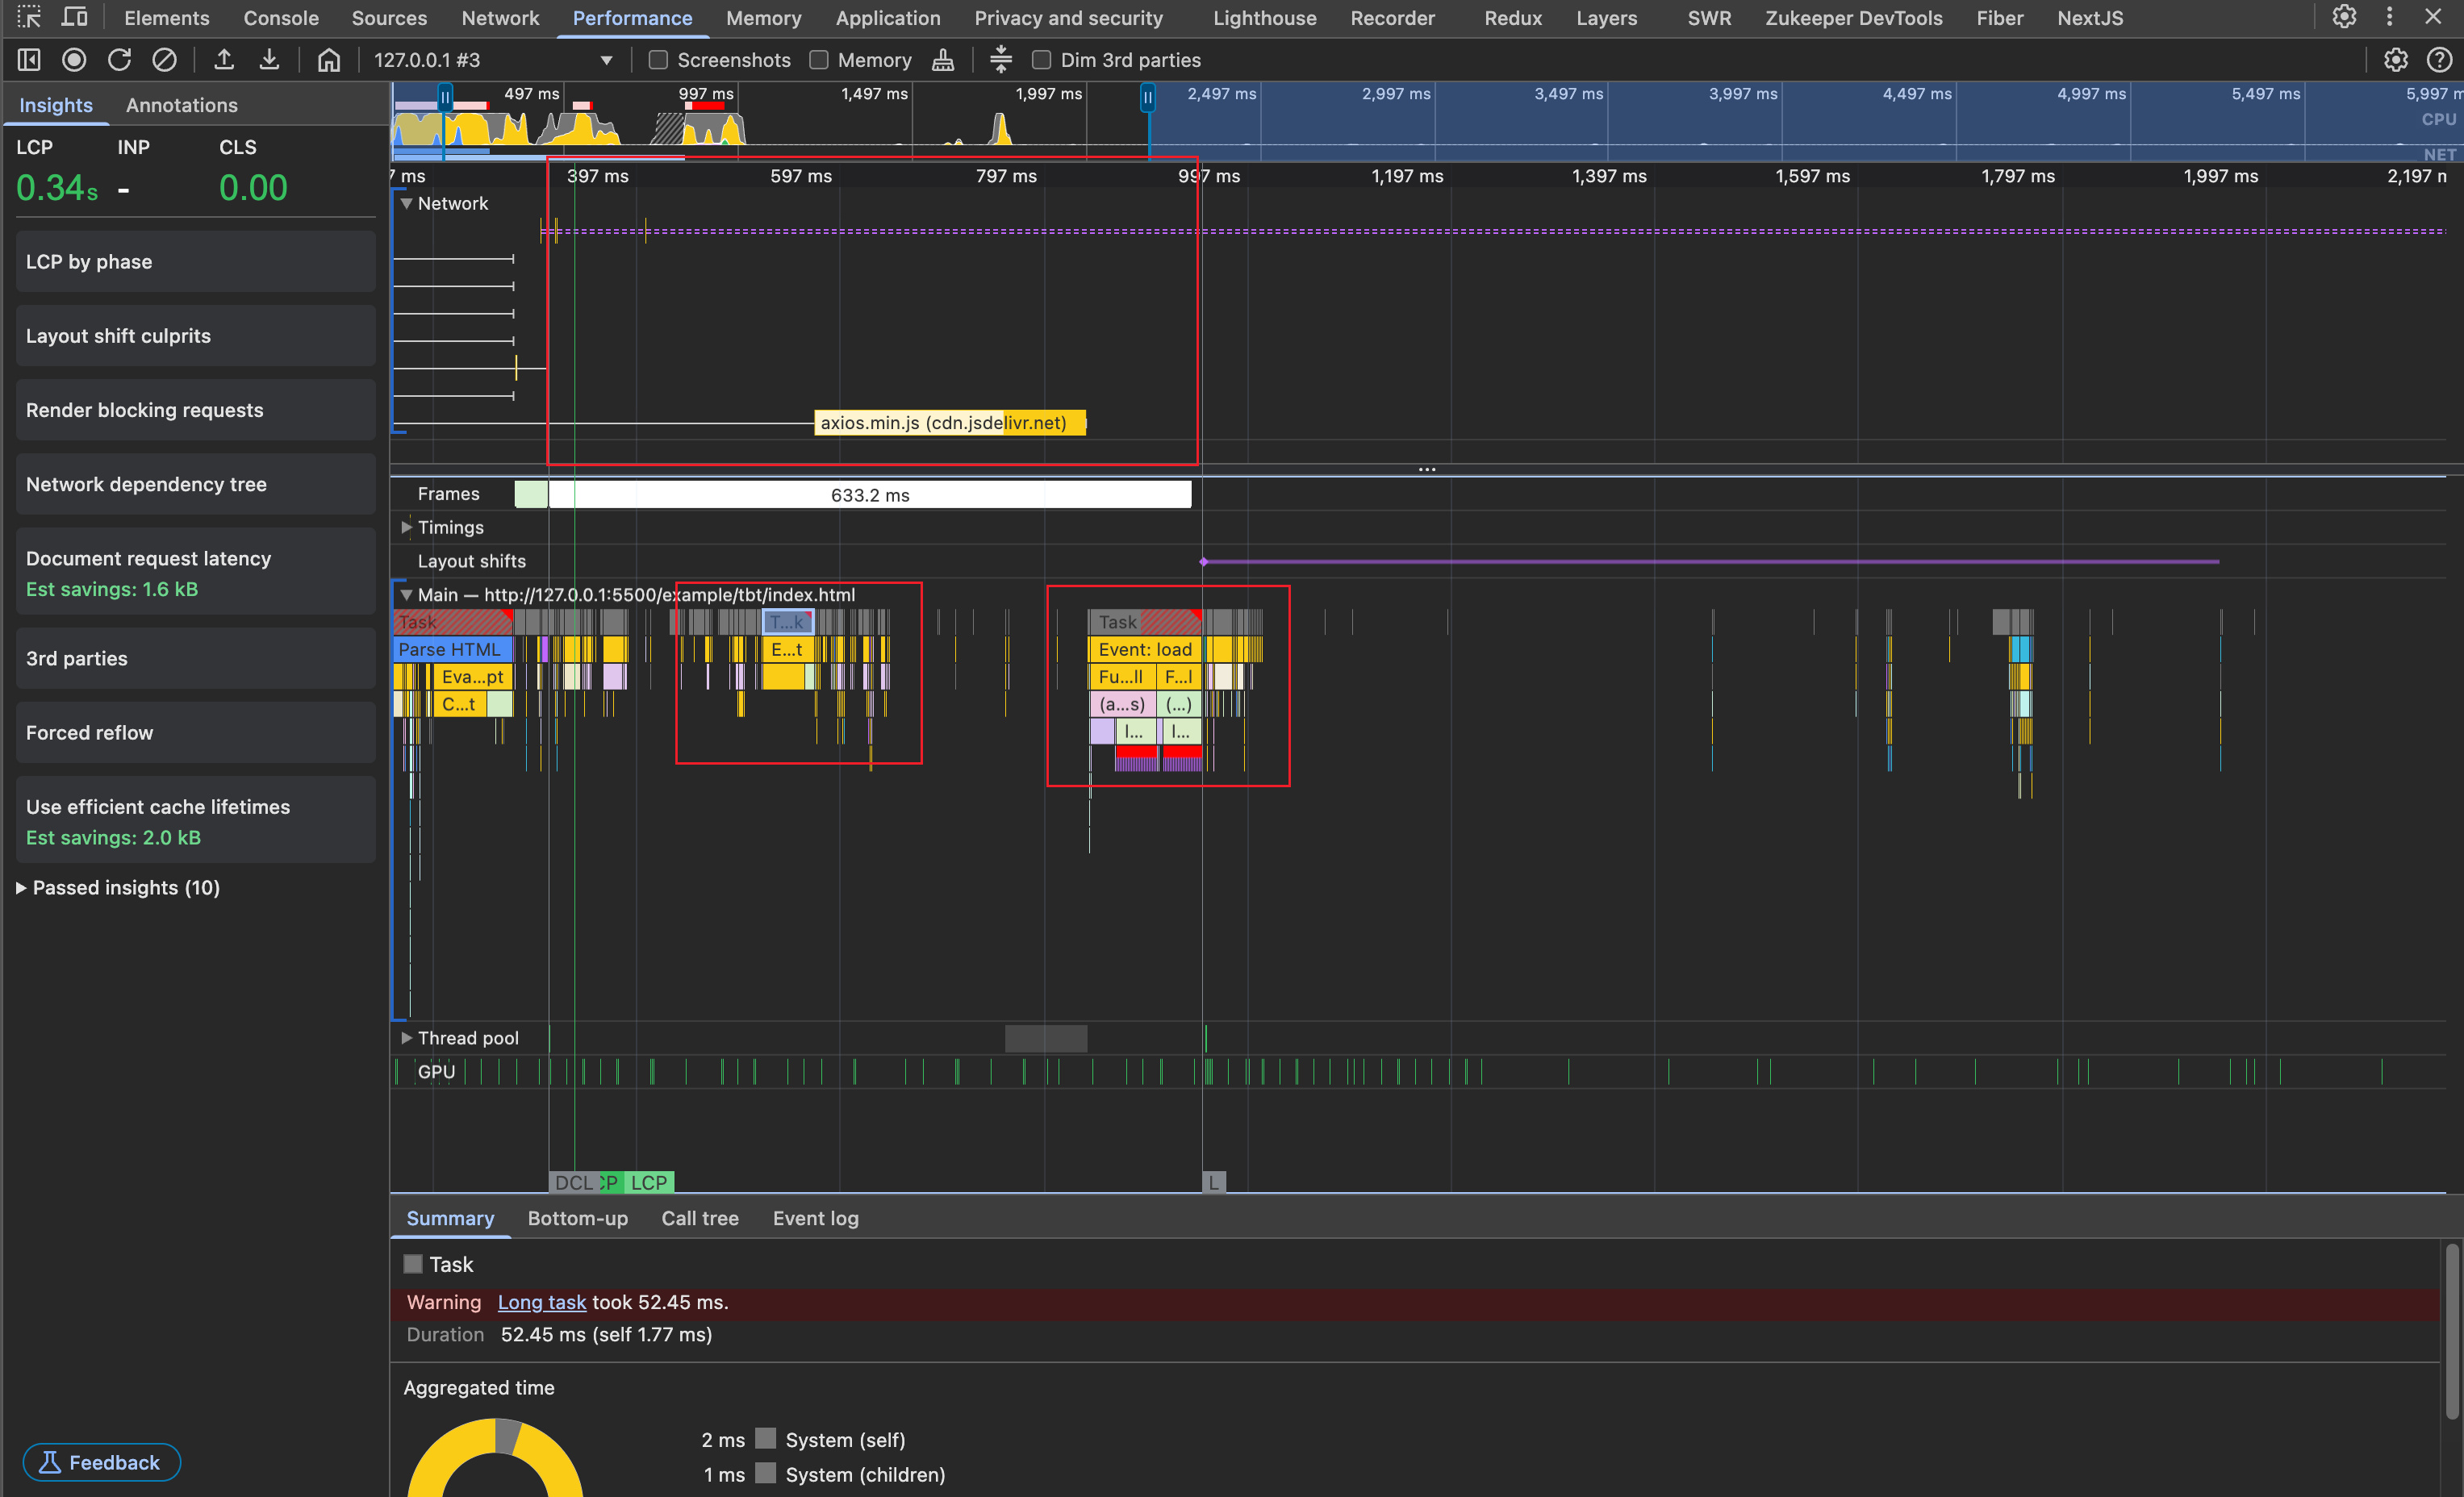 Elements Console Sources Network Performance Memory Application Privacy and security Lighthouse Recorder Redux Layers SWR Zukeeper DevTools Fiber NextJS
127.0.0.1 #3 Screenshots Memory Dim 3rd parties
Insights Annotations
LCP INP CLS
0.34s - 0.00
LCP by phase
Layout shift culprits
Render blocking requests
Network dependency tree
Document request latency
Est savings: 1.6 kB
3rd parties
Forced reflow
Use efficient cache lifetimes
Est savings: 2.0 kB
Passed insights (10)
Feedback
497 ms 997 ms 1,497 ms 1,997 ms 2,497 ms 2,997 ms 3,497 ms 3,997 ms 4,497 ms 4,997 ms 5,497 ms 5,997 m
CPU
NET
7 ms 397 ms 597 ms 797 ms 997 ms 1,197 ms 1,397 ms 1,597 ms 1,797 ms 1,997 ms 2,197 n
Network
axios.min.js (cdn.jsdelivr.net)
...
Frames 633.2 ms
Timings
Layout shifts
Main — http://127.0.0.1:5500/example/tbt/index.html
Task T...k Task
Parse HTML E...t Event: load
Eva...pt Fu...ll F...l
C...t (a...s) (...)
l... l...
Thread pool
GPU
DCL CP LCP L
Summary Bottom-up Call tree Event log
Task
Warning Long task took 52.45 ms.
Duration 52.45 ms (self 1.77 ms)
Aggregated time
2 ms System (self)
1 ms System (children)